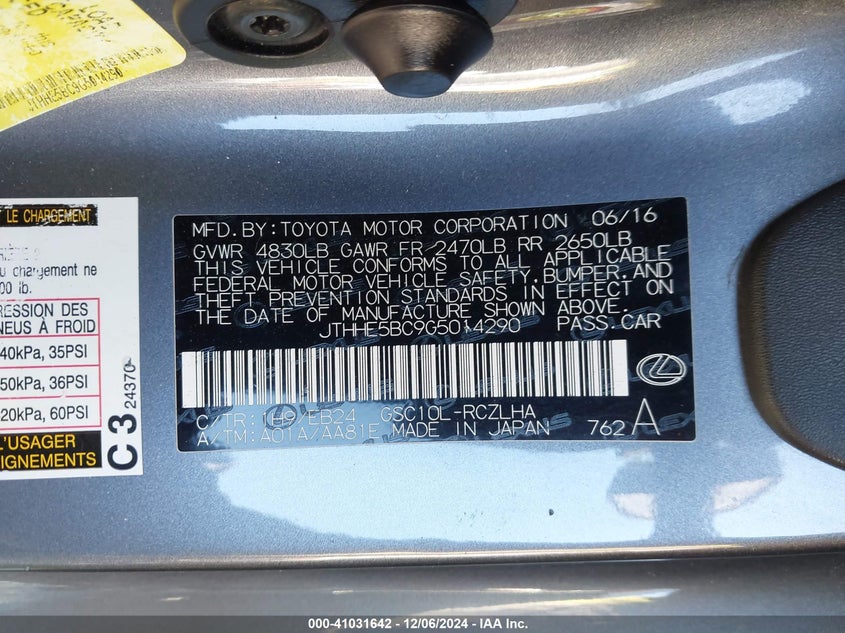 JTHHE5BC9G5014290
T LE CHARGEMENT
u chargement ne
00 lb.
RESSION DES
NEUS À FROID
40kPa, 35PSI
50kPa, 36PSI
20kPa, 60PSI
L'USAGER
IGNEMENTS
C 3 24370-
MFD. BY: TOYOTA MOTOR CORPORATION 06/16
GVWR 4830LB GAWR FR 2470LB RR 2650LB
THIS VEHICLE CONFORMS TO ALL APPLICABLE
FEDERAL MOTOR VEHICLE SAFETY, BUMPER, AND
THEFT PREVENTION STANDARDS IN EFFECT ON
THE DATE OF MANUFACTURE SHOWN ABOVE.
JTHHE5BC9G5014290 PASS. CAR
C/TR: 1H9/EB24 GSC10L-RCZLHA
A/TM: A01A/AA81E MADE IN JAPAN 762 A
000-41031642 - 12/06/2024 - IAA, Inc.